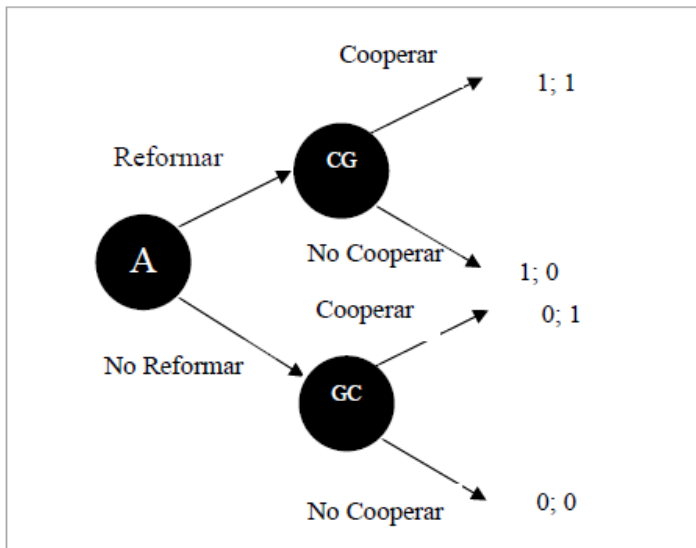 Cooperar
1; 1
CG
Reformar
No Cooperar
1; 0
A
Cooperar
0; 1
No Reformar
GC
No Cooperar
0; 0